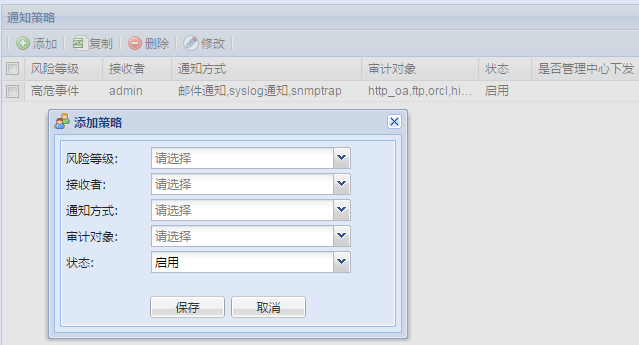 通知策略
添加 复制 删除 修改
风险等级 接收者 通知方式 审计对象 状态 是否管理中心下发
高危事件 admin 邮件通知,syslog通知,snmptrap http_oa,ftp,orcl,hi... 启用
添加策略
风险等级: 请选择
接收者: 请选择
通知方式: 请选择
审计对象: 请选择
状态: 启用
保存 取消